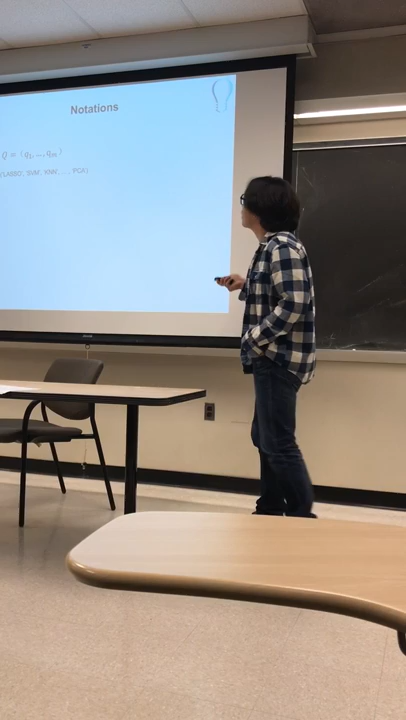 Notations
Q = {q₁, ..., qₘ}
(LASSO, SVM, KNN, ... , PCA)